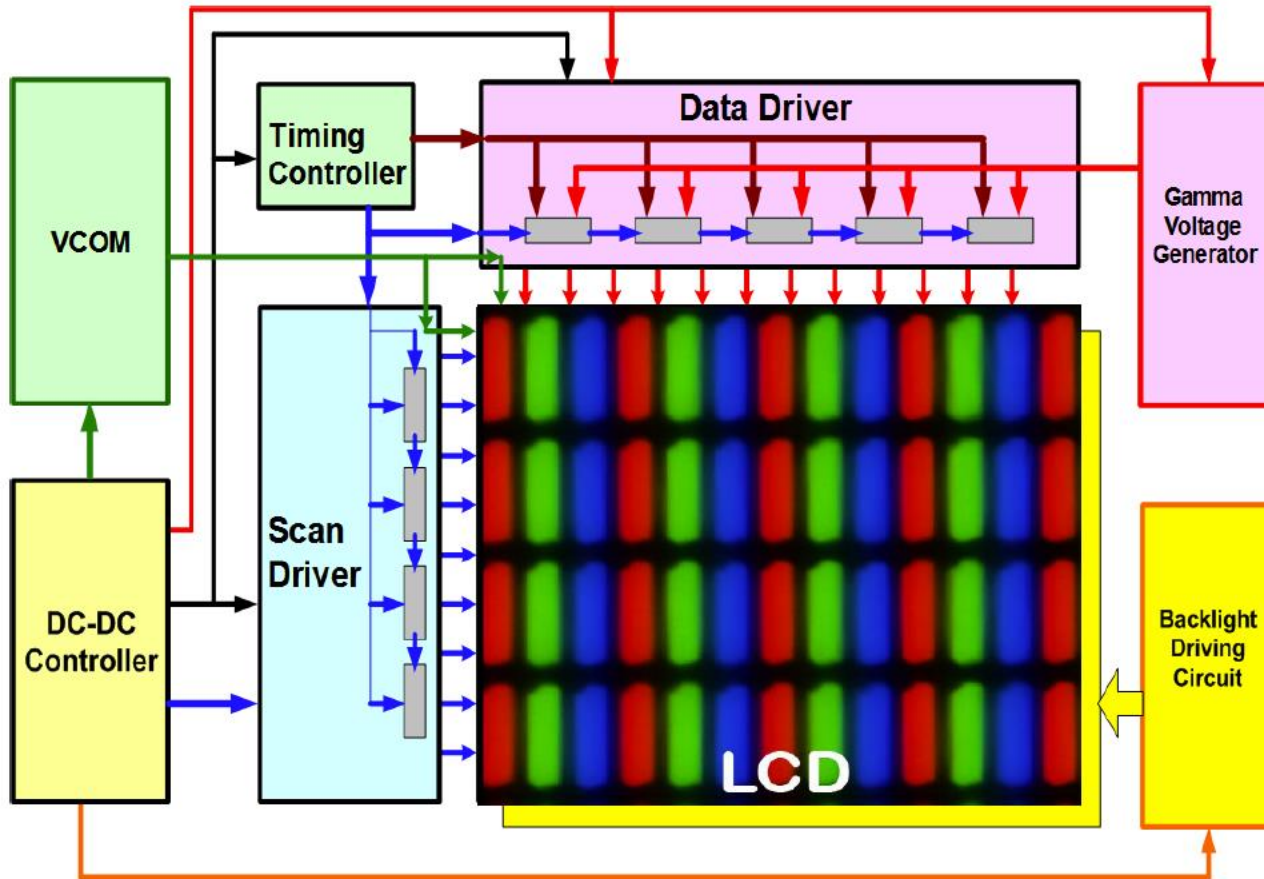 Data Driver
Timing
Controller
VCOM
Gamma
Voltage
Generator
Scan
Driver
DC-DC
Controller
Backlight
Driving
Circuit
LCD